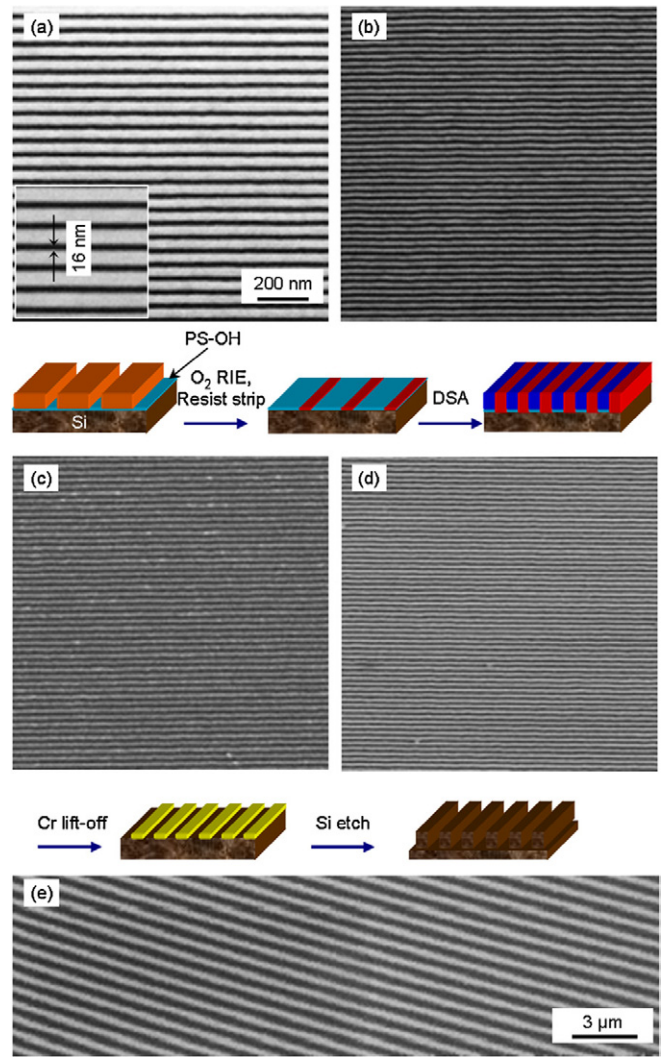 (a)
(b)
16 nm
200 nm
PS-OH
O2 RIE,
Resist strip
DSA
Si
(c)
(d)
Cr lift-off
Si etch
(e)
3 µm